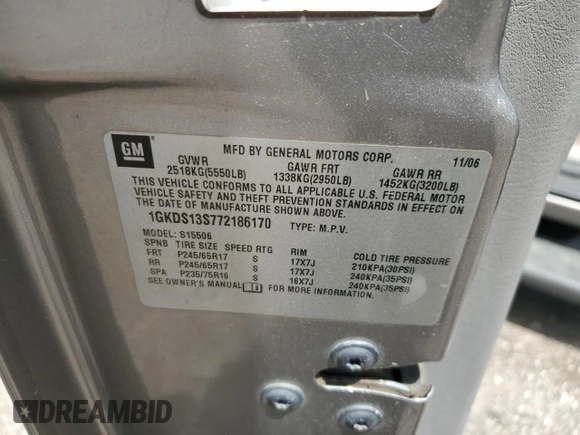 GM
MFD BY GENERAL MOTORS CORP. 11/06
GVWR GAWR FRT GAWR RR
2518KG(5550LB) 1338KG(2950LB) 1452KG(3200LB)
THIS VEHICLE CONFORMS TO ALL APPLICABLE U.S. FEDERAL MOTOR
VEHICLE SAFETY AND THEFT PREVENTION STANDARDS IN EFFECT ON
THE DATE OF MANUFACTURE SHOWN ABOVE.
1GKDS13S772186170 TYPE: M.P.V.
MODEL: S15506
SPNB TIRE SIZE SPEED RTG RIM COLD TIRE PRESSURE
FRT P245/65R17 S 17X7J 210KPA(30PSI)
RR P245/65R17 S 17X7J 240KPA(35PSI)
SPA P235/75R16 S 16X7J 240KPA(35PSI)
SEE OWNER'S MANUAL FOR MORE INFORMATION.
DREAMBID